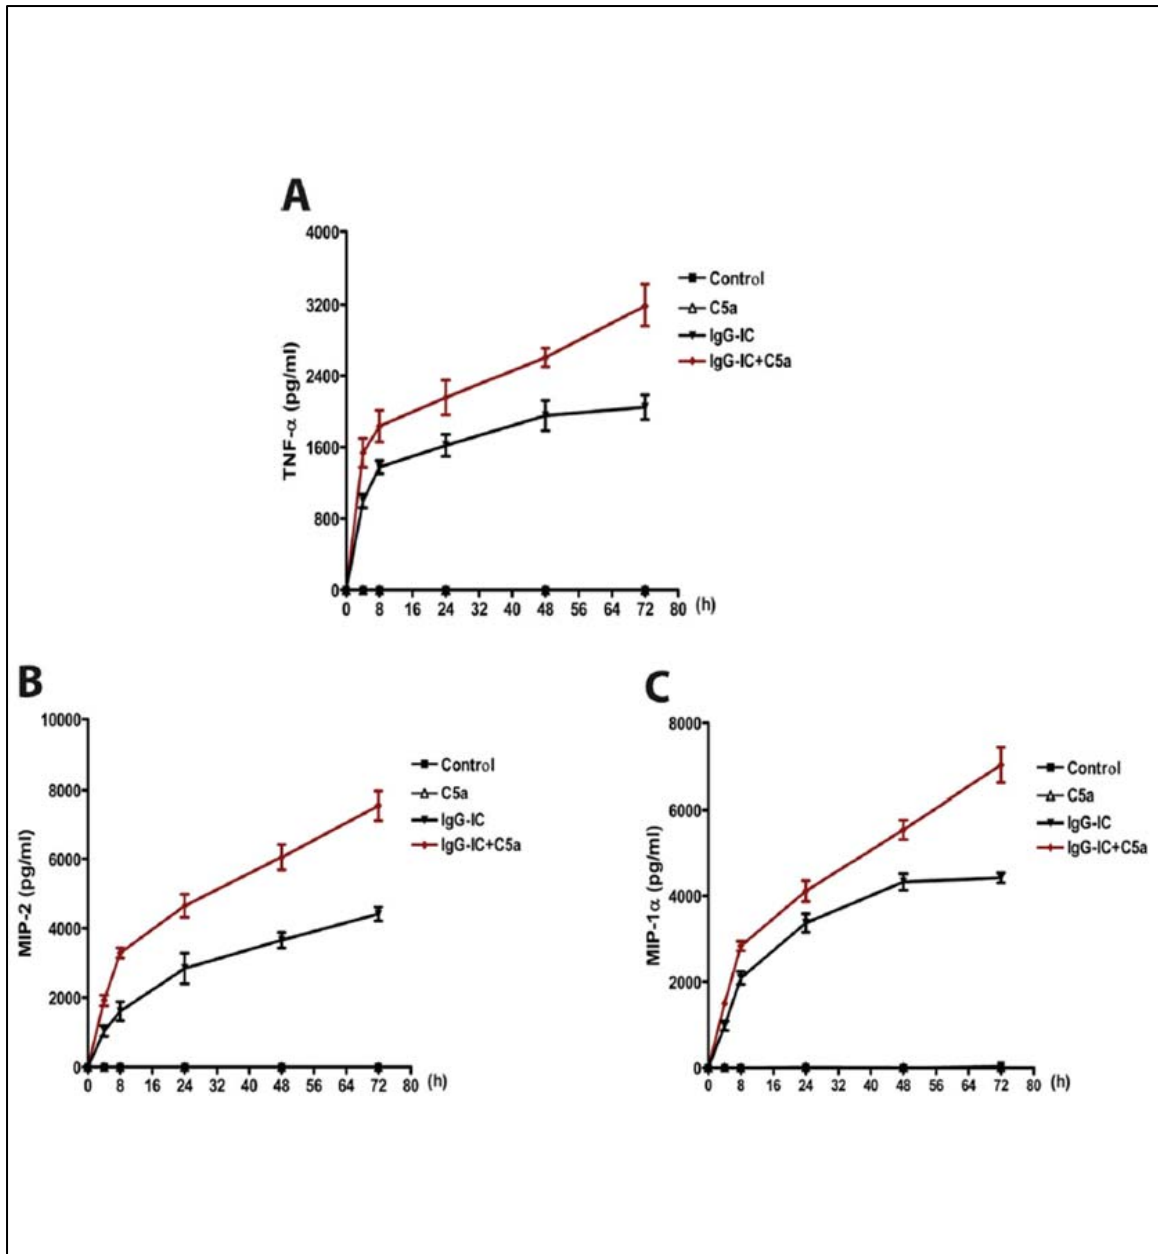 A
TNF-α (pg/ml)
4000
3200
2400
1600
800
0
0 8 16 24 32 40 48 56 64 72 80 (h)
Control
C5a
IgG-IC
IgG-IC+C5a
B
MIP-2 (pg/ml)
10000
8000
6000
4000
2000
0
0 8 16 24 32 40 48 56 64 72 80 (h)
Control
C5a
IgG-IC
IgG-IC+C5a
C
MIP-1α (pg/ml)
8000
6000
4000
2000
0
0 8 16 24 32 40 48 56 64 72 80 (h)
Control
C5a
IgG-IC
IgG-IC+C5a